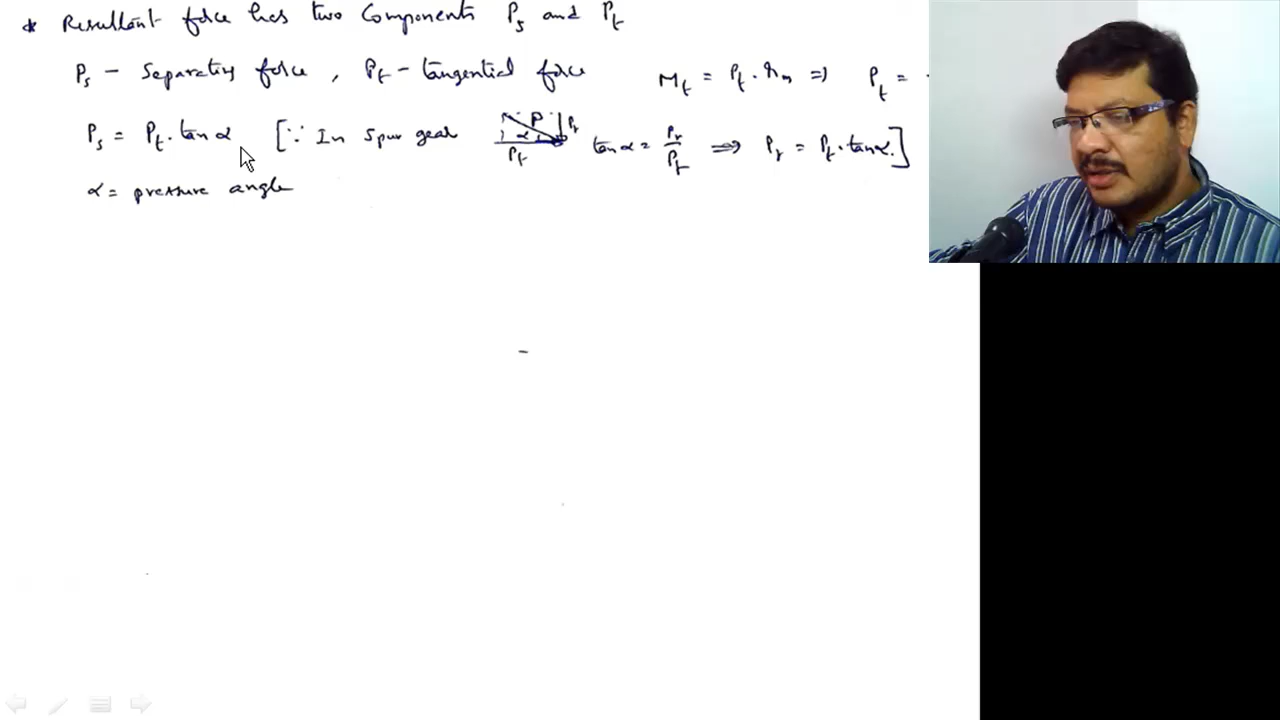 * Resultant force has two Components Ps and Pt
Ps - Separating force , Pt - tangential force Mt = Pt · rm => Pt =
Ps = Pt · tan α [∵ In Spur gear P α Pr Pt tan α = Pr/Pt => Pr = Pt · tan α.]
α = pressure angle